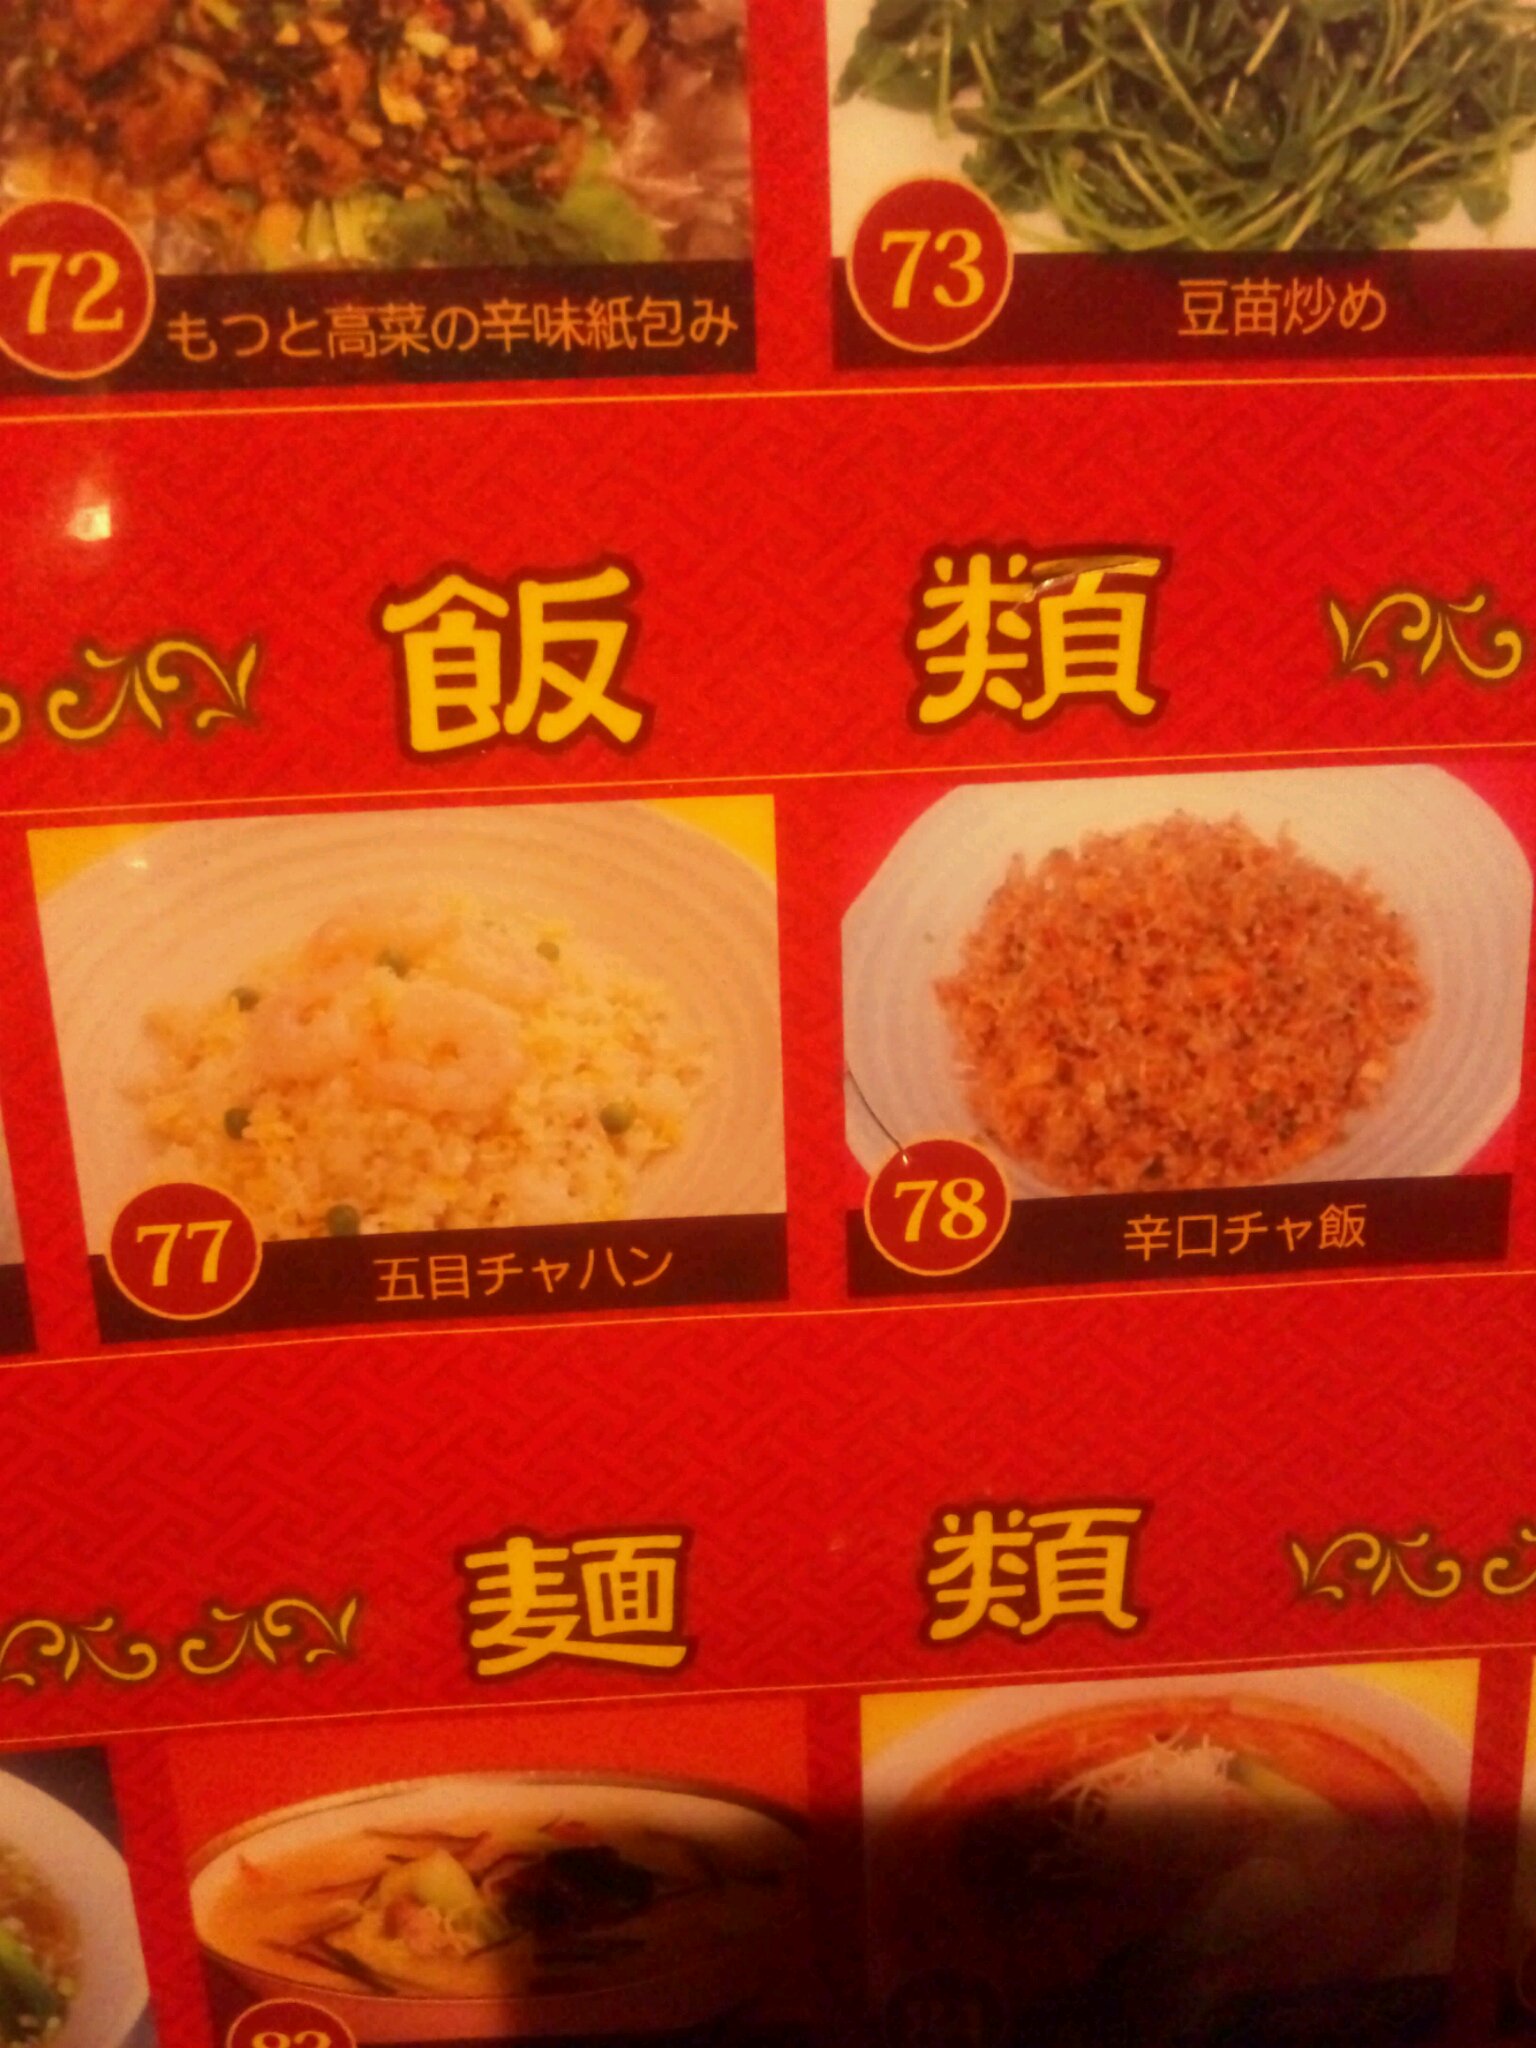 72
もつと高菜の辛味紙包み
73
豆苗炒め
飯類
77
五目チャハン
78
辛口チャ飯
麺類